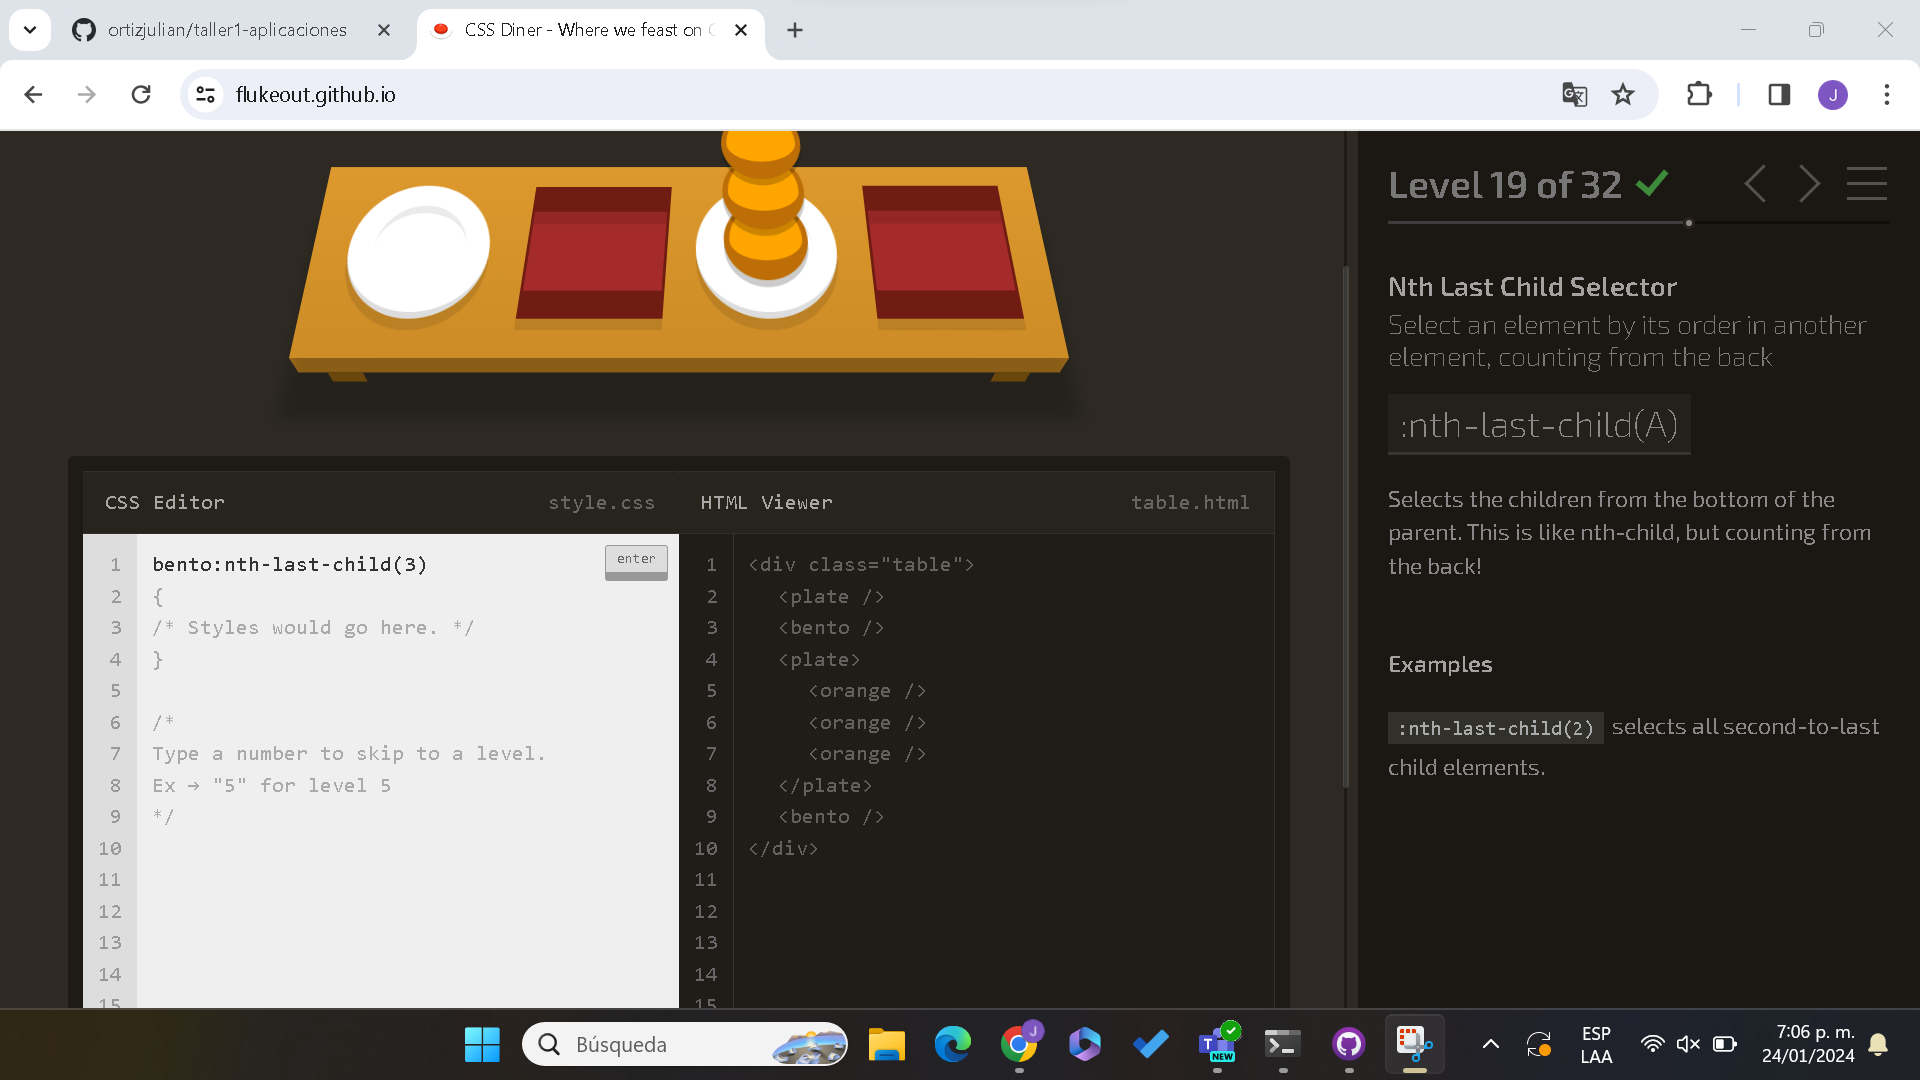 ortizjulian/taller1-aplicaciones
CSS Diner - Where we feast on
flukeout.github.io
J
Level 19 of 32
Nth Last Child Selector
Select an element by its order in another
element, counting from the back
:nth-last-child(A)
Selects the children from the bottom of the
parent. This is like nth-child, but counting from
the back!
Examples
:nth-last-child(2) selects all second-to-last
child elements.
CSS Editor
style.css
HTML Viewer
table.html
enter
1 bento:nth-last-child(3)
2 {
3 /* Styles would go here. */
4 }
5
6 /*
7 Type a number to skip to a level.
8 Ex → "5" for level 5
9 */
10
11
12
13
14
15
1 <div class="table">
2 <plate />
3 <bento />
4 <plate>
5 <orange />
6 <orange />
7 <orange />
8 </plate>
9 <bento />
10 </div>
11
12
13
14
15
Búsqueda
J
T
NEW
ESP
LAA
7:06 p. m.
24/01/2024